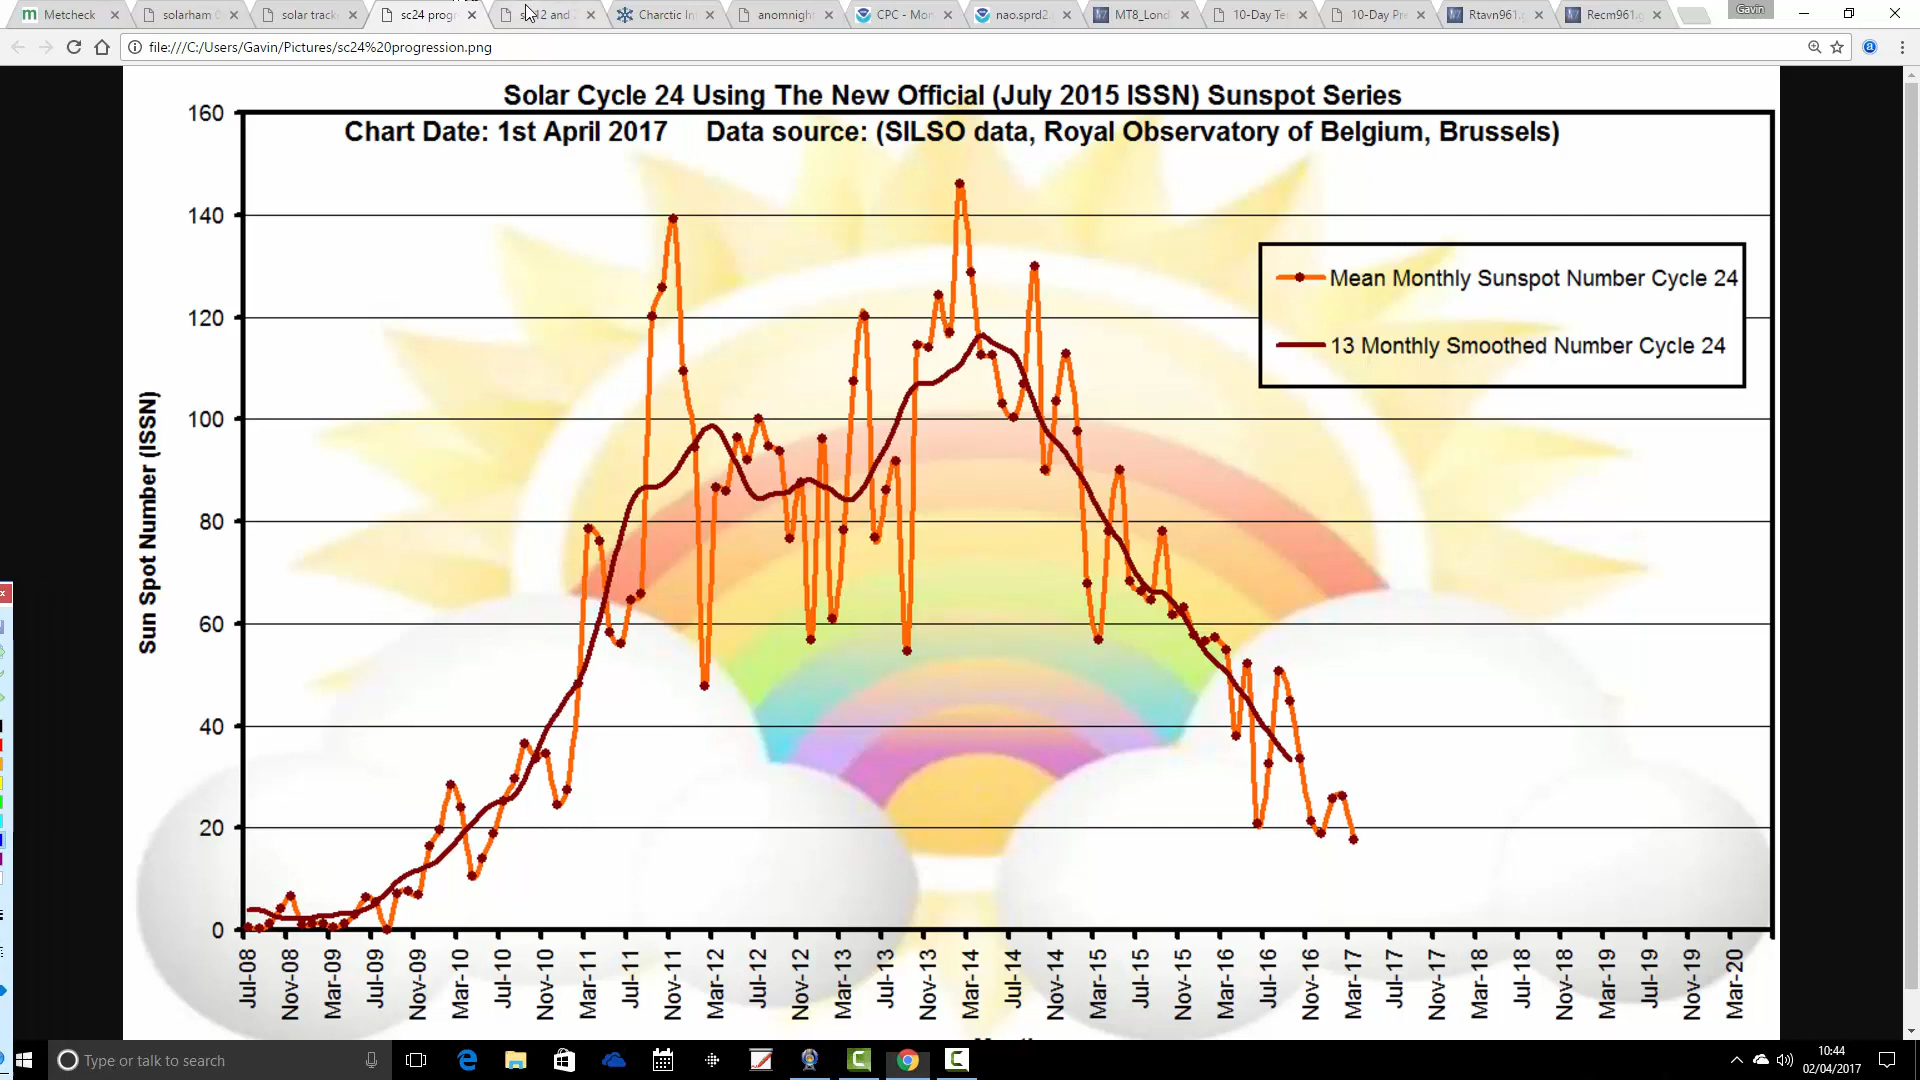 Metcheck
solarham
solar track
sc24 prog
and
Charctic In
anomnigh
CPC - Mon
nao.sprd2
MT8_Lond
10-Day Te
10-Day Pr
Rtavn961.g
Recm961.g
Gavin
file:///C:/Users/Gavin/Pictures/sc24%20progression.png
Solar Cycle 24 Using The New Official (July 2015 ISSN) Sunspot Series
Chart Date: 1st April 2017 Data source: (SILSO data, Royal Observatory of Belgium, Brussels)
Mean Monthly Sunspot Number Cycle 24
13 Monthly Smoothed Number Cycle 24
Sun Spot Number (ISSN)
160
140
120
100
80
60
40
20
0
Jul-08 Nov-08 Mar-09 Jul-09 Nov-09 Mar-10 Jul-10 Nov-10 Mar-11 Jul-11 Nov-11 Mar-12 Jul-12 Nov-12 Mar-13 Jul-13 Nov-13 Mar-14 Jul-14 Nov-14 Mar-15 Jul-15 Nov-15 Mar-16 Jul-16 Nov-16 Mar-17 Jul-17 Nov-17 Mar-18 Jul-18 Nov-18 Mar-19 Jul-19 Nov-19 Mar-20
Type or talk to search
10:44
02/04/2017